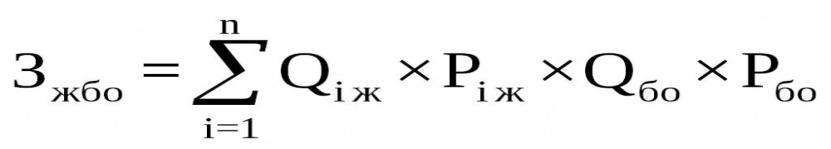 З жбо = n ∑ i=1 Q i ж × P i ж × Q бо × P бо